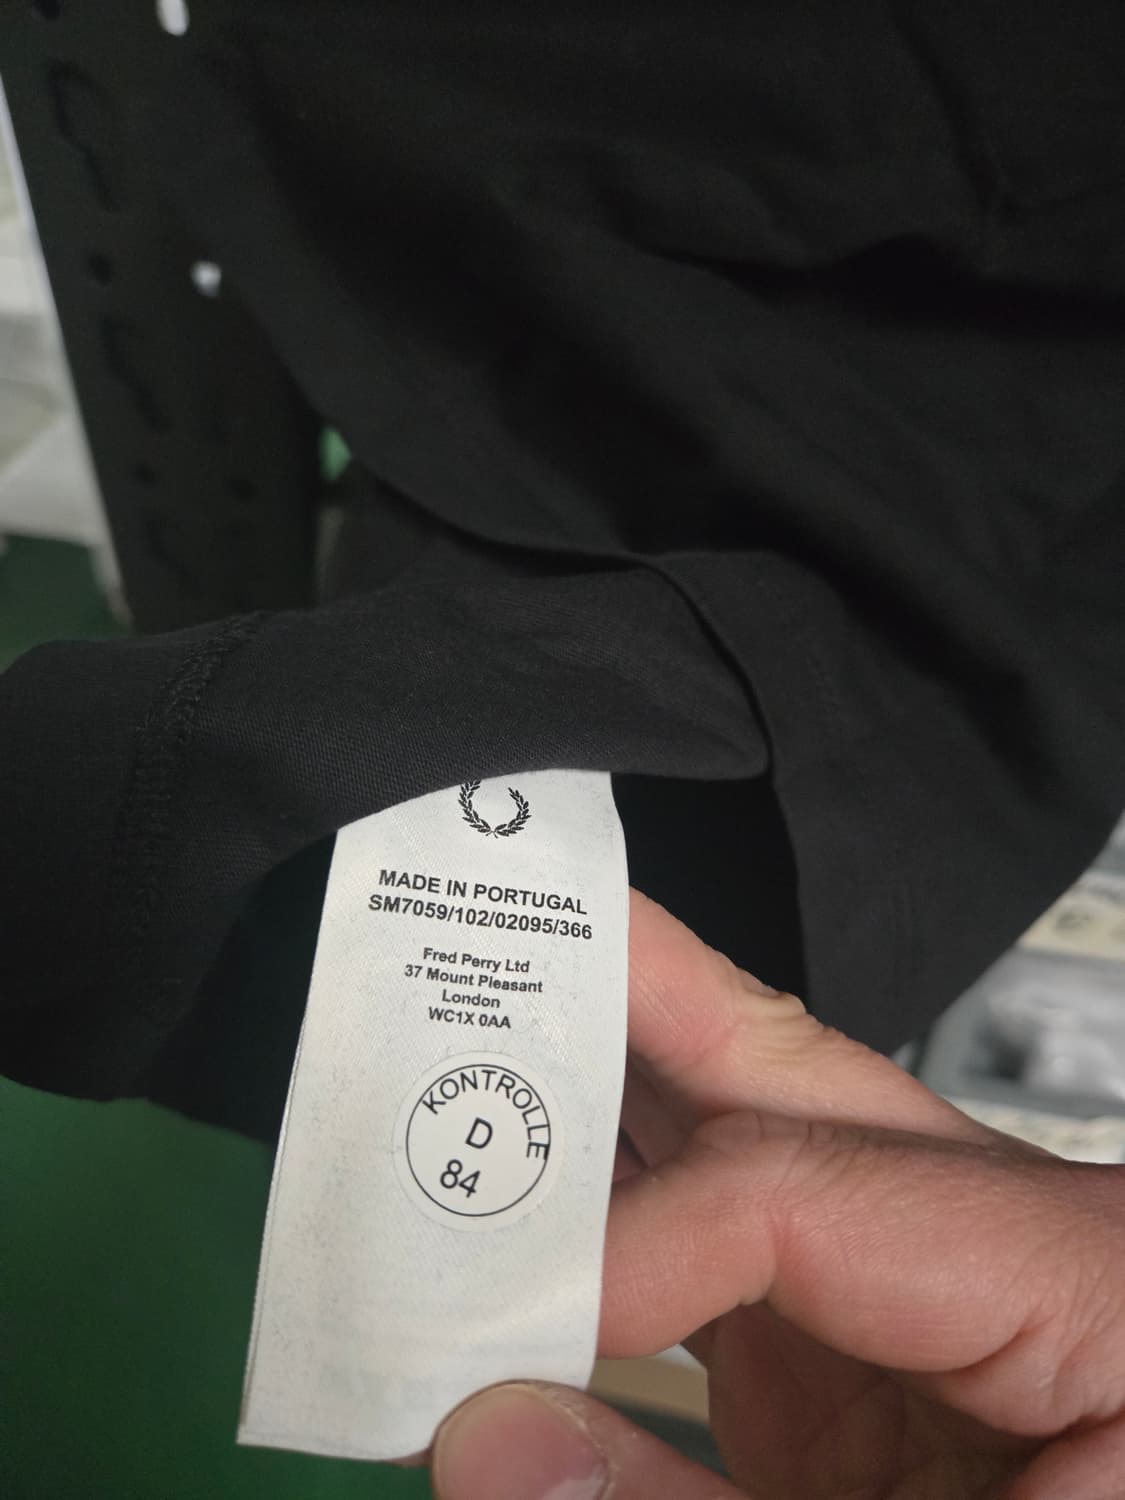 MADE IN PORTUGAL
SM7059/102/02095/366
Fred Perry Ltd
37 Mount Pleasant
London
WC1X 0AA
KONTROLLE
D
84